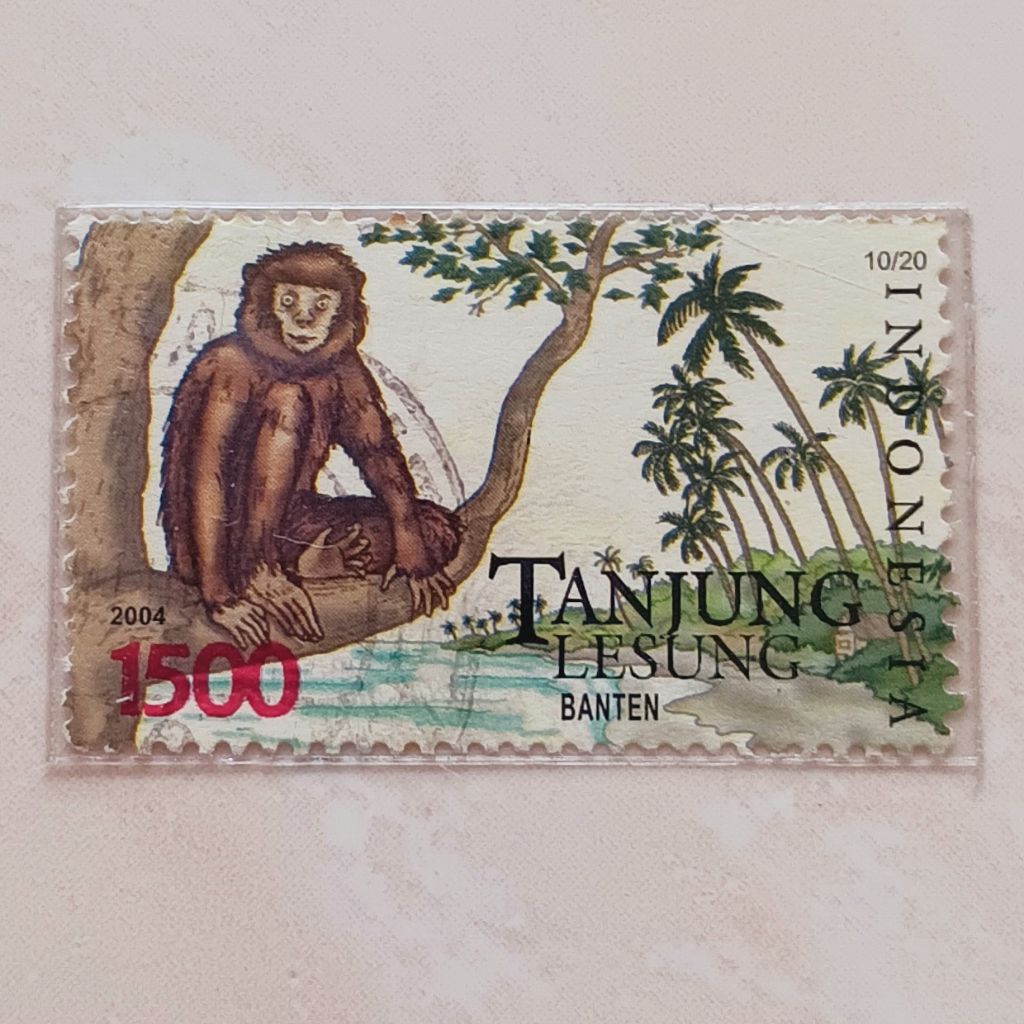 10/20
INDONESIA
TANJUNG
LESUNG
BANTEN
2004
1500